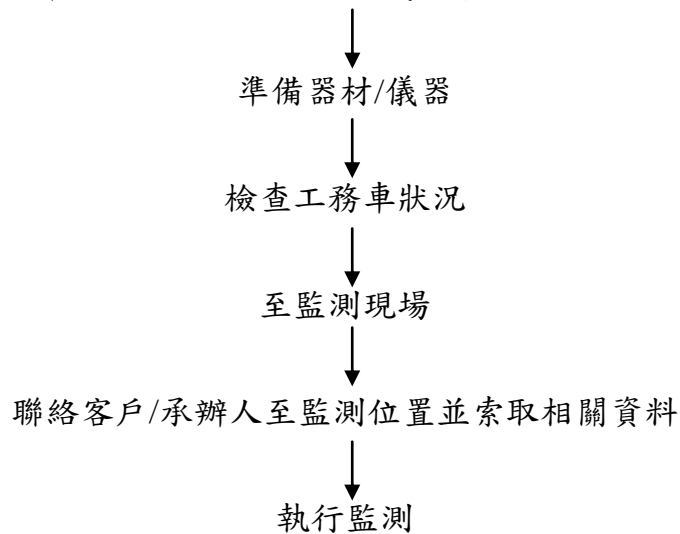 準備器材/儀器
檢查工務車狀況
至監測現場
聯絡客戶/承辦人至監測位置並索取相關資料
執行監測